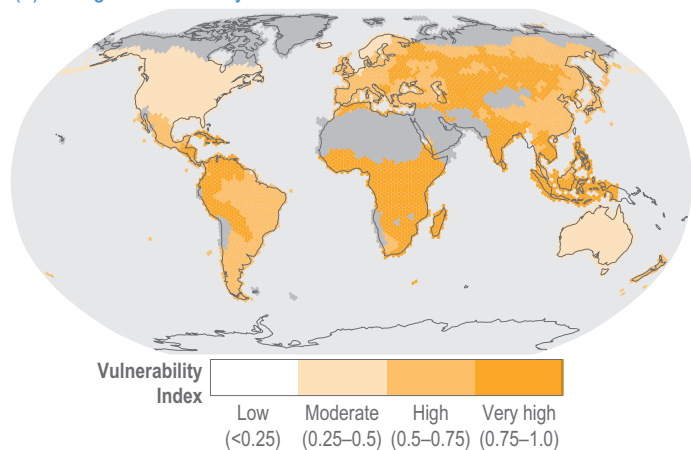 Vulnerability
Index
Low
(<0.25)
Moderate
(0.25–0.5)
High
(0.5–0.75)
Very high
(0.75–1.0)